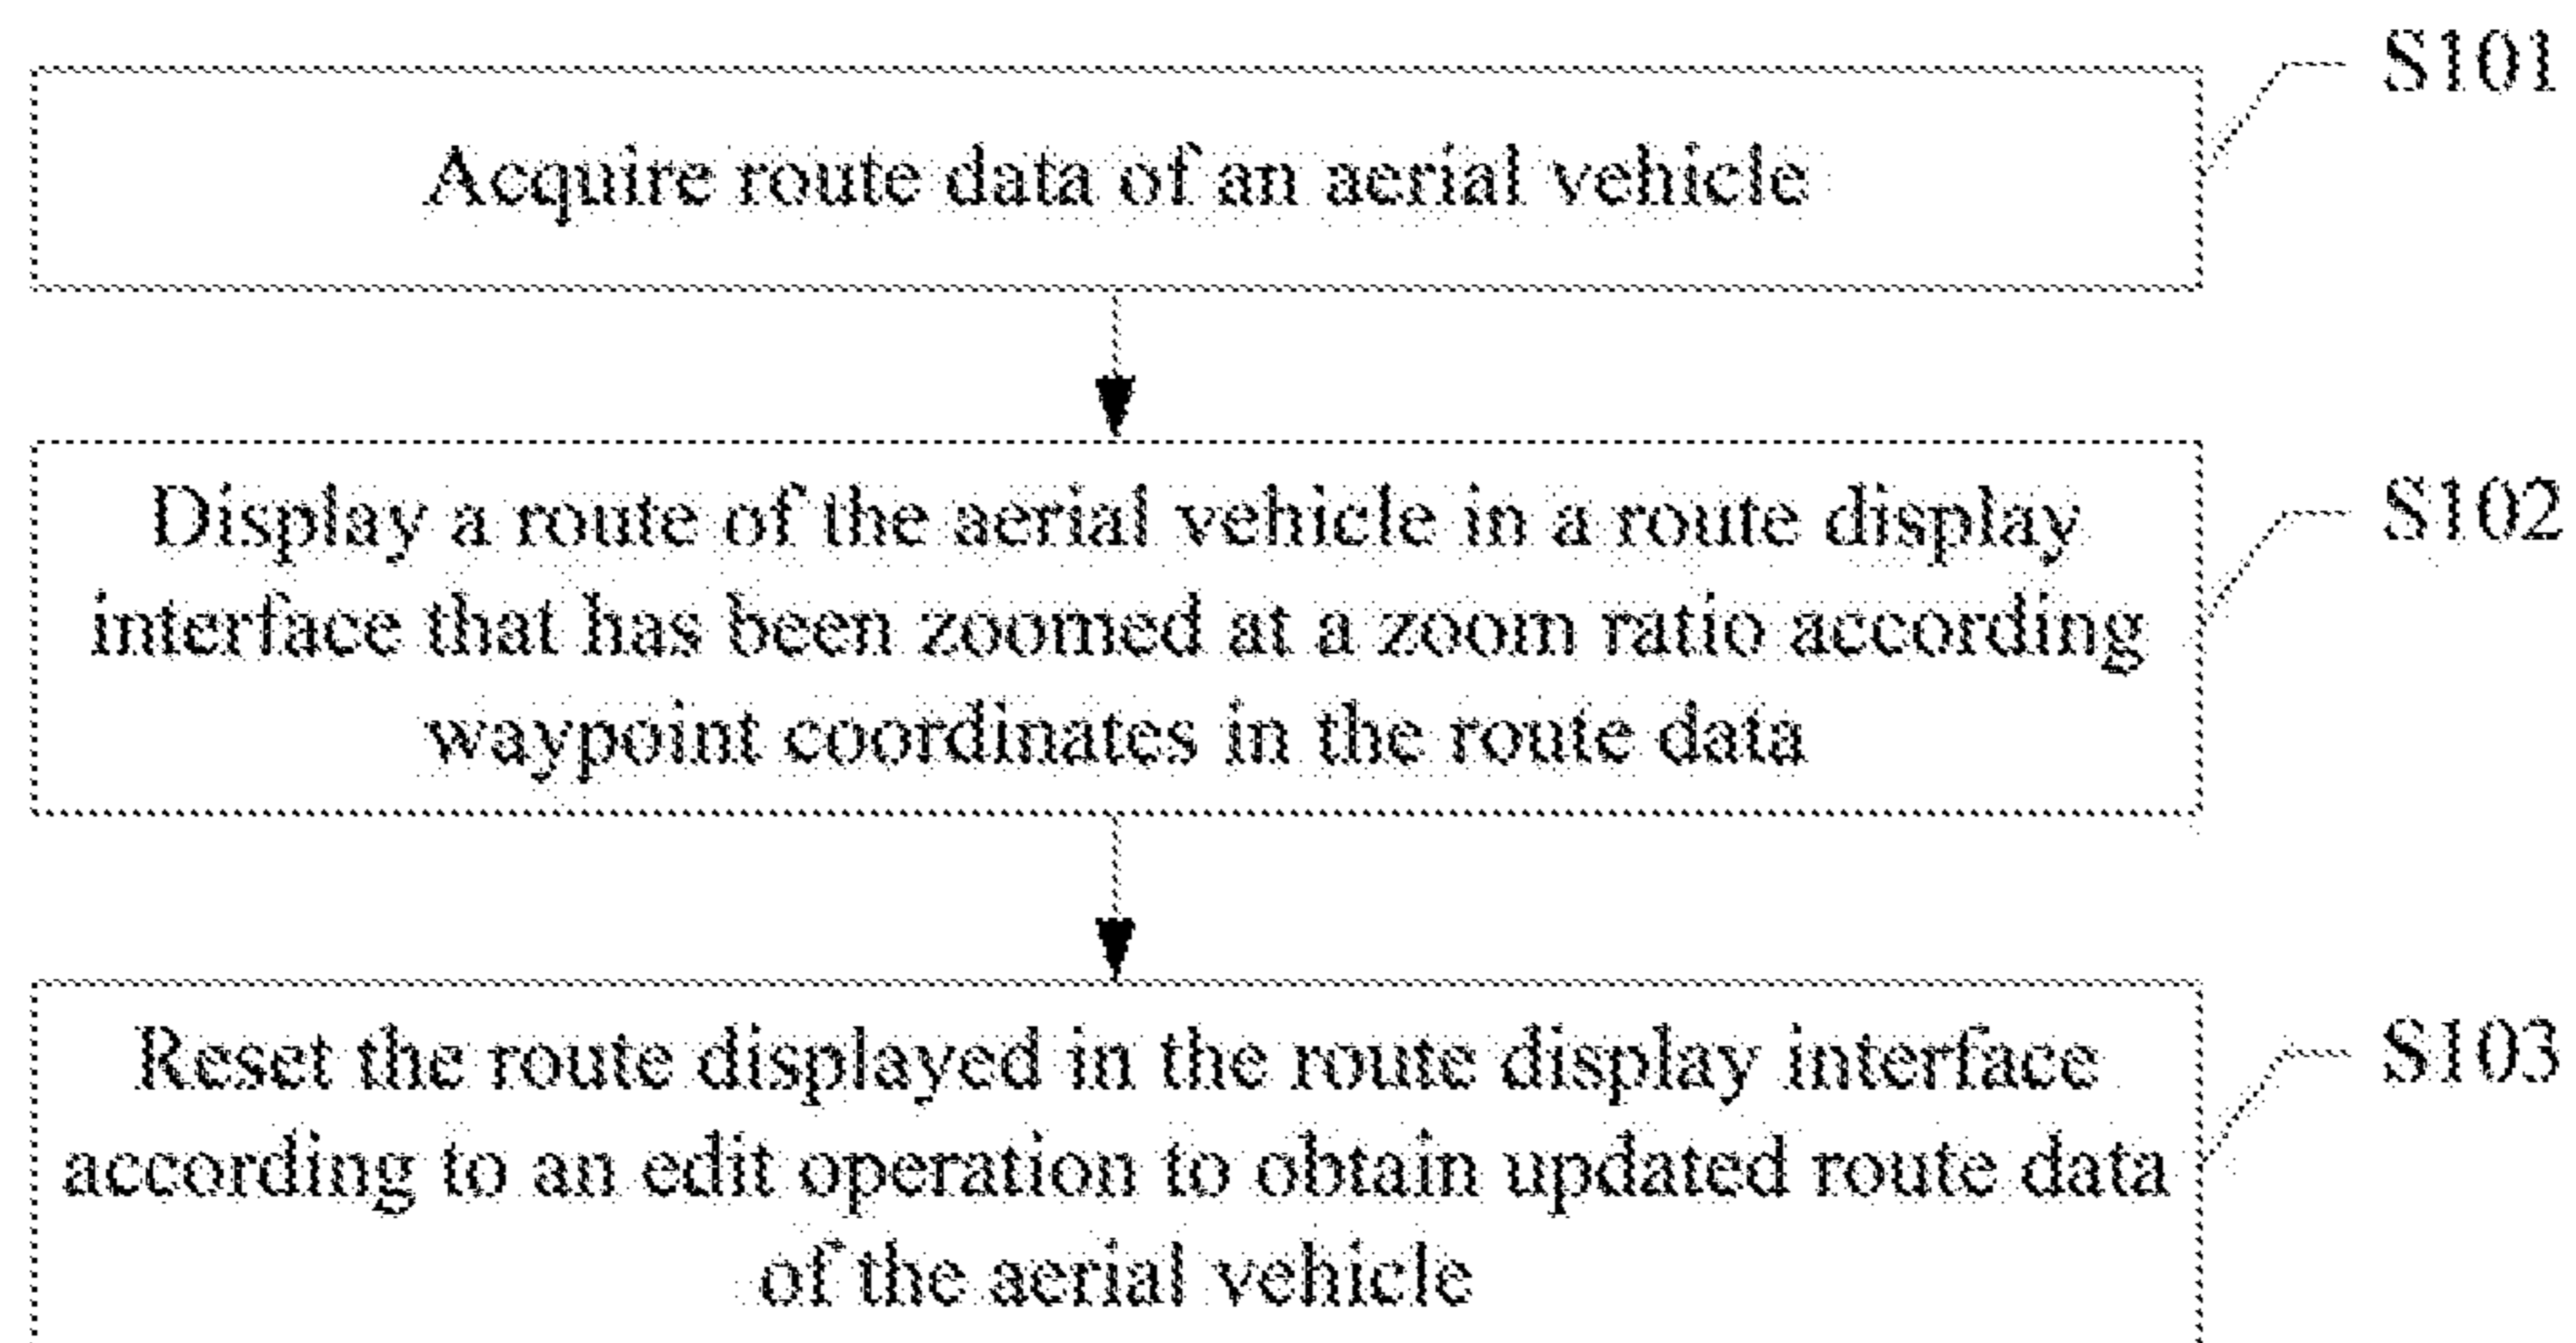 S101
Acquire route data of an aerial vehicle
Display a route of the aerial vehicle in a route display
S102
interface that has been zoomed at a zoom ratio according
waypoint coordinates in the route data
Reset the route displayed in the route display interface
S103
according to an edit operation to obtain updated route data
of the aerial vehicle